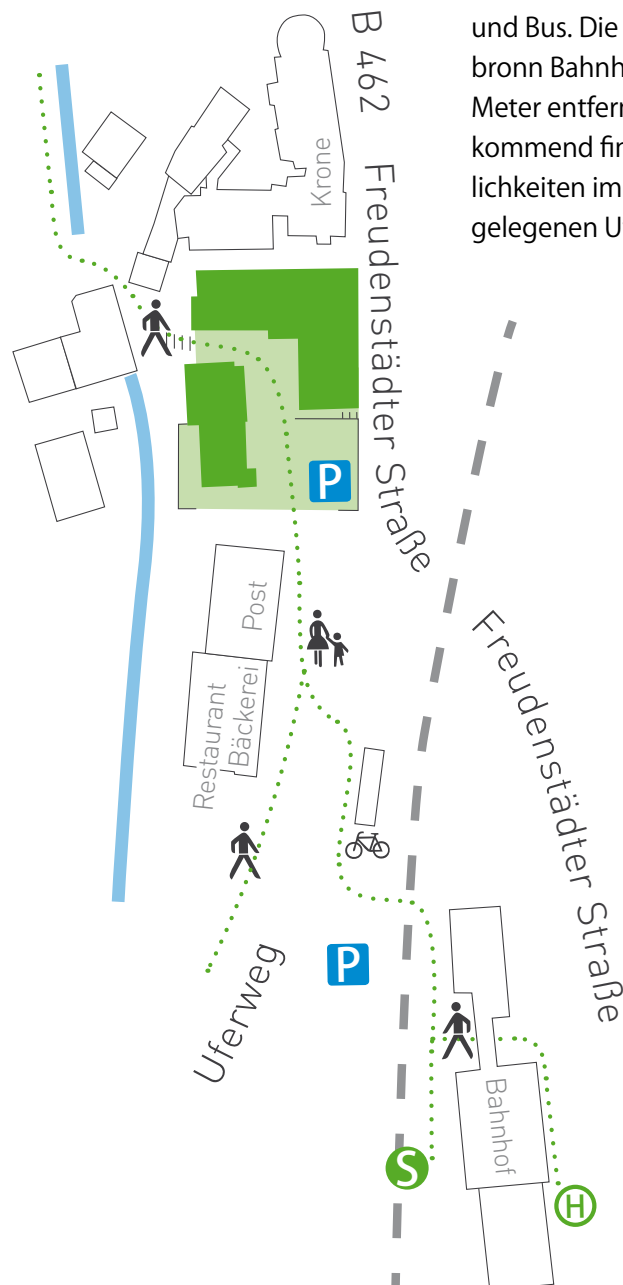 und Bus. Die
bronn Bahnh
Meter entfern
kommend fin
lichkeiten im
gelegenen U
B 462
Freudenstädter Straße
Krone
P
Post
Restaurant
Bäckerei
Freudenstädter Straße
P
Uferweg
Bahnhof
S
H